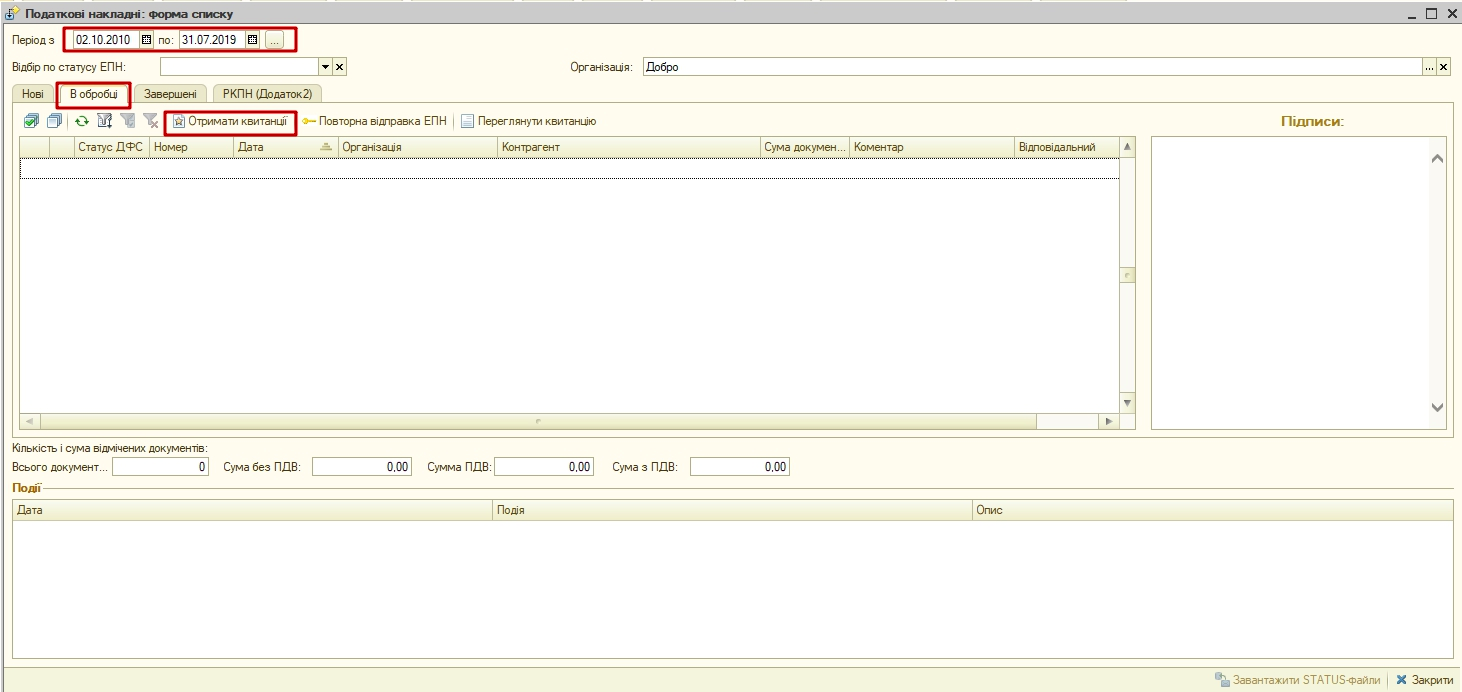 Податкові накладні: форма списку
Період з 02.10.2010 по: 31.07.2019 ...
Відбір по статусу ЕПН: Організація: Добро ...
Нові В обробці Завершені РКПН (Додаток2)
Отримати квитанції Повторна відправка ЕПН Переглянути квитанцію Підписи:
Статус ДФС Номер Дата Організація Контрагент Сума докумен... Коментар Відповідальний
Кількість і сума відмічених документів:
Всього документ... 0 Сума без ПДВ: 0,00 Сумма ПДВ: 0,00 Сума з ПДВ: 0,00
Події
Дата Подія Опис
Завантажити STATUS-файли Закрити